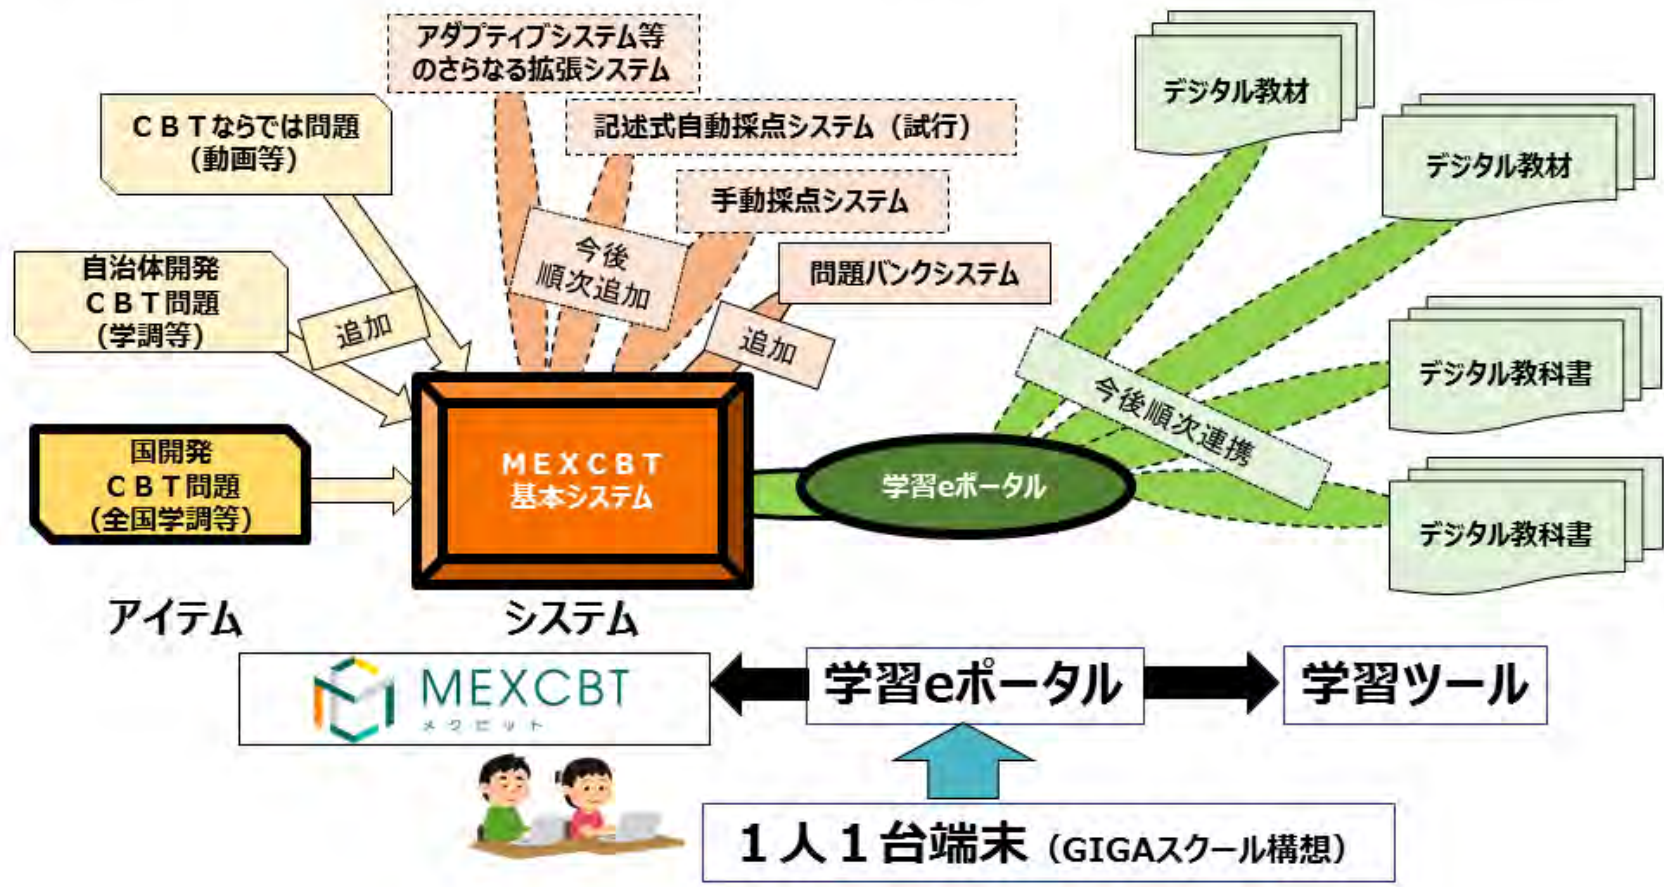 アダプティブシステム等
のさらなる拡張システム
CBTならでは問題
(動画等)
記述式自動採点システム（試行）
手動採点システム
今後
順次追加
自治体開発
CBT問題
(学調等)
追加
問題バンクシステム
追加
国開発
CBT問題
(全国学調等)
MEXCBT
基本システム
学習eポータル
今後順次連携
デジタル教材
デジタル教材
デジタル教科書
デジタル教科書
アイテム
システム
MEXCBT
メクビット
学習eポータル
学習ツール
１人１台端末（GIGAスクール構想）